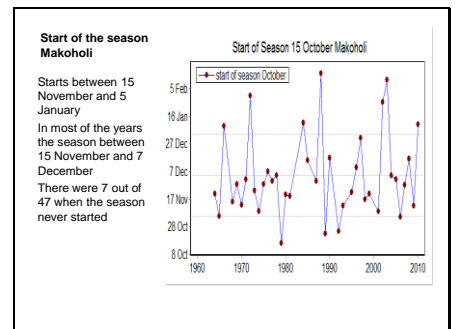 Start of the season
Makoholi
Starts between 15
November and 5
January
In most of the years
the season between
15 November and 7
December
There were 7 out of
47 when the season
never started
Start of Season 15 October Makoholi
start of season October
5 Feb
16 Jan
27 Dec
7 Dec
17 Nov
28 Oct
8 Oct
1960 1970 1980 1990 2000 2010